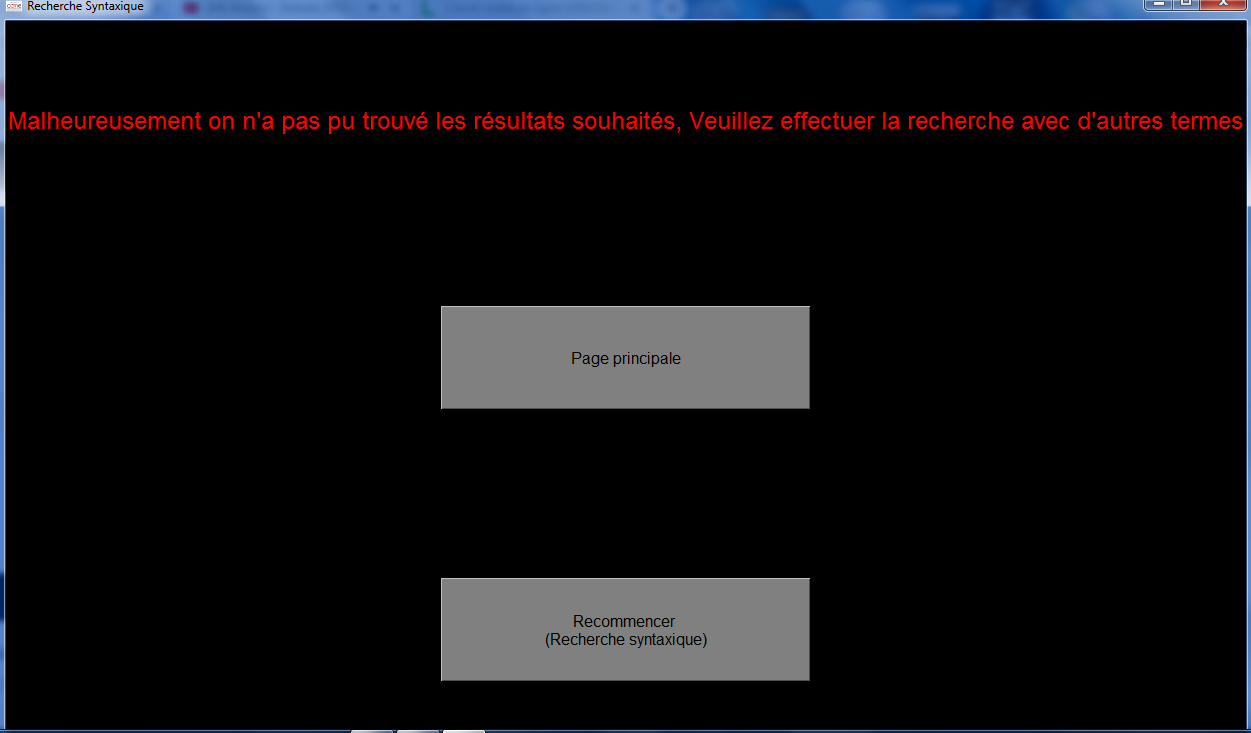 Recherche Syntaxique
Malheureusement on n'a pas pu trouvé les résultats souhaités, Veuillez effectuer la recherche avec d'autres termes
Page principale
Recommencer
(Recherche syntaxique)